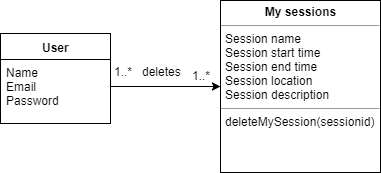 My sessions
Session name
Session start time
Session end time
Session location
Session description
deleteMySession(sessionid)
User
Name
Email
Password
1..* deletes 1..*